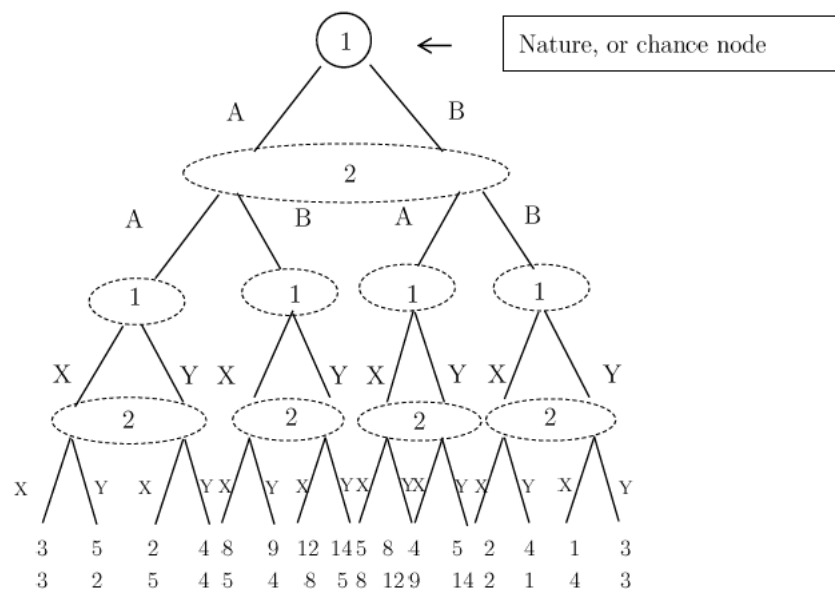 1
Nature, or chance node
A B
2
A B A B
1 1 1 1
X Y X Y X Y X Y
2 2 2 2
X Y X Y X Y X Y X Y X Y X Y X Y
3 5 2 4 8 9 12 14 5 8 4 5 2 4 1 3
3 2 5 4 5 4 8 5 8 12 9 14 2 1 4 3